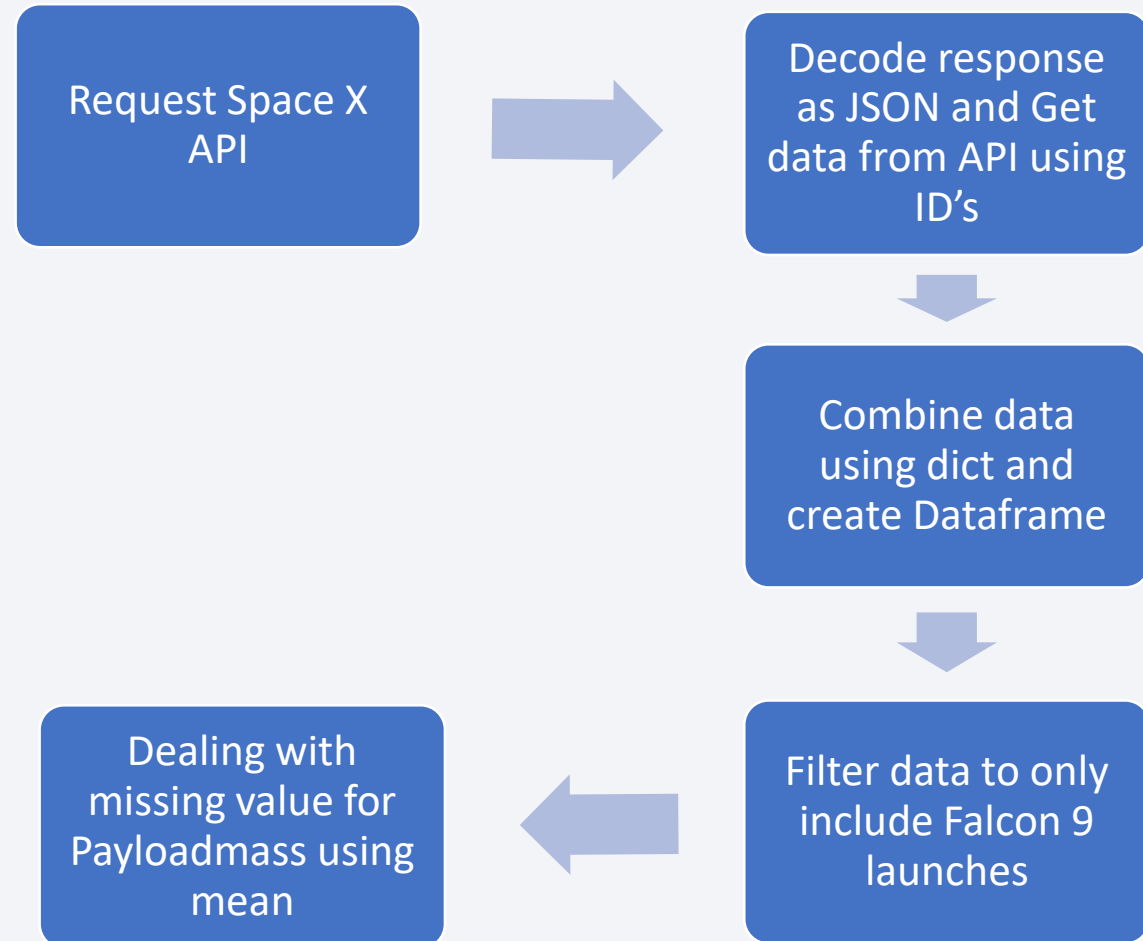 Request Space X
API
Decode response
as JSON and Get
data from API using
ID’s
Combine data
using dict and
create Dataframe
Filter data to only
include Falcon 9
launches
Dealing with
missing value for
Payloadmass using
mean